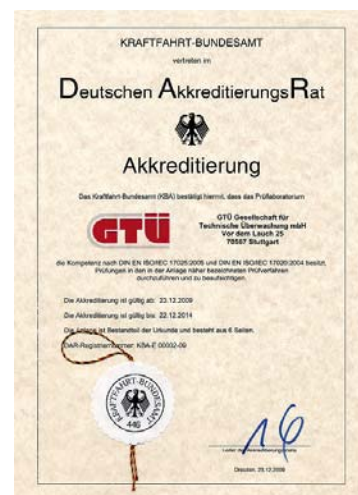 KRAFTFAHRT-BUNDESAMT
vertreten im
Deutschen AkkreditierungsRat
Akkreditierung
Das Kraftfahrt-Bundesamt (KBA) bestätigt hiermit, dass das Prüflaboratorium
GTÜ
GTÜ Gesellschaft für
Technische Überwachung mbH
Vor dem Lauch 25
70567 Stuttgart
die Kompetenz nach DIN EN ISO/IEC 17025:2005 und DIN EN ISO/IEC 17020:2004 besitzt,
Prüfungen in den in der Anlage näher bezeichneten Prüfverfahren
durchzuführen und zu beaufsichtigen.
Die Akkreditierung ist gültig ab: 23.12.2009
Die Akkreditierung ist gültig bis: 22.12.2014
Die Anlage ist Bestandteil der Urkunde und besteht aus 6 Seiten.
DAR-Registriernummer: KBA-E 00002-09
KRAFTFAHRT-BUNDESAMT
446
Leiter der
Dresden, 23.12.2009